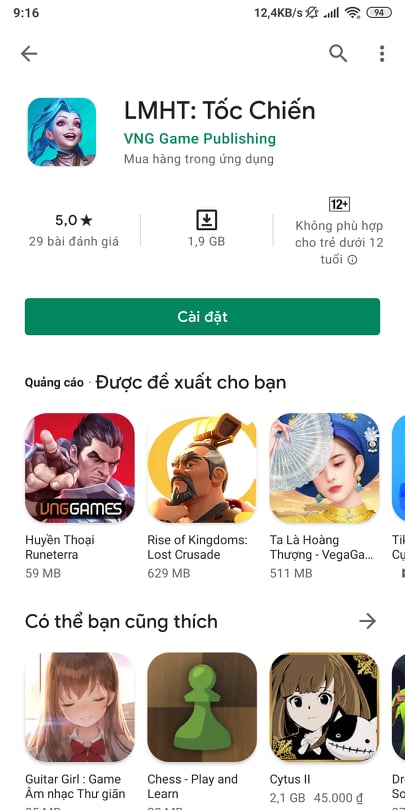 9:16
12,4KB/s
94
LMHT: Tốc Chiến
VNG Game Publishing
Mua hàng trong ứng dụng
5,0★
29 bài đánh giá
1,9 GB
12+
Không phù hợp
cho trẻ dưới 12
tuổi
Cài đặt
Quảng cáo · Được đề xuất cho bạn
VNGGAMES
Huyền Thoại
Runeterra
59 MB
Rise of Kingdoms:
Lost Crusade
629 MB
Ta Là Hoàng
Thượng - VegaGa...
511 MB
Tik
Có thể bạn cũng thích
Guitar Girl : Game
Âm nhạc Thư giãn
Chess - Play and
Learn
Cytus II
2,1 GB 45.000 ₫